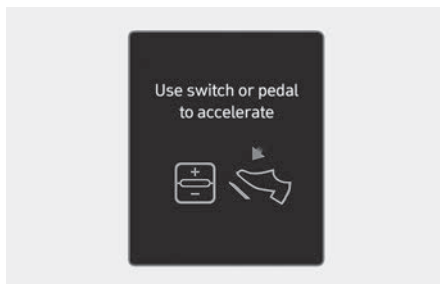 Use switch or pedal
to accelerate
+
−